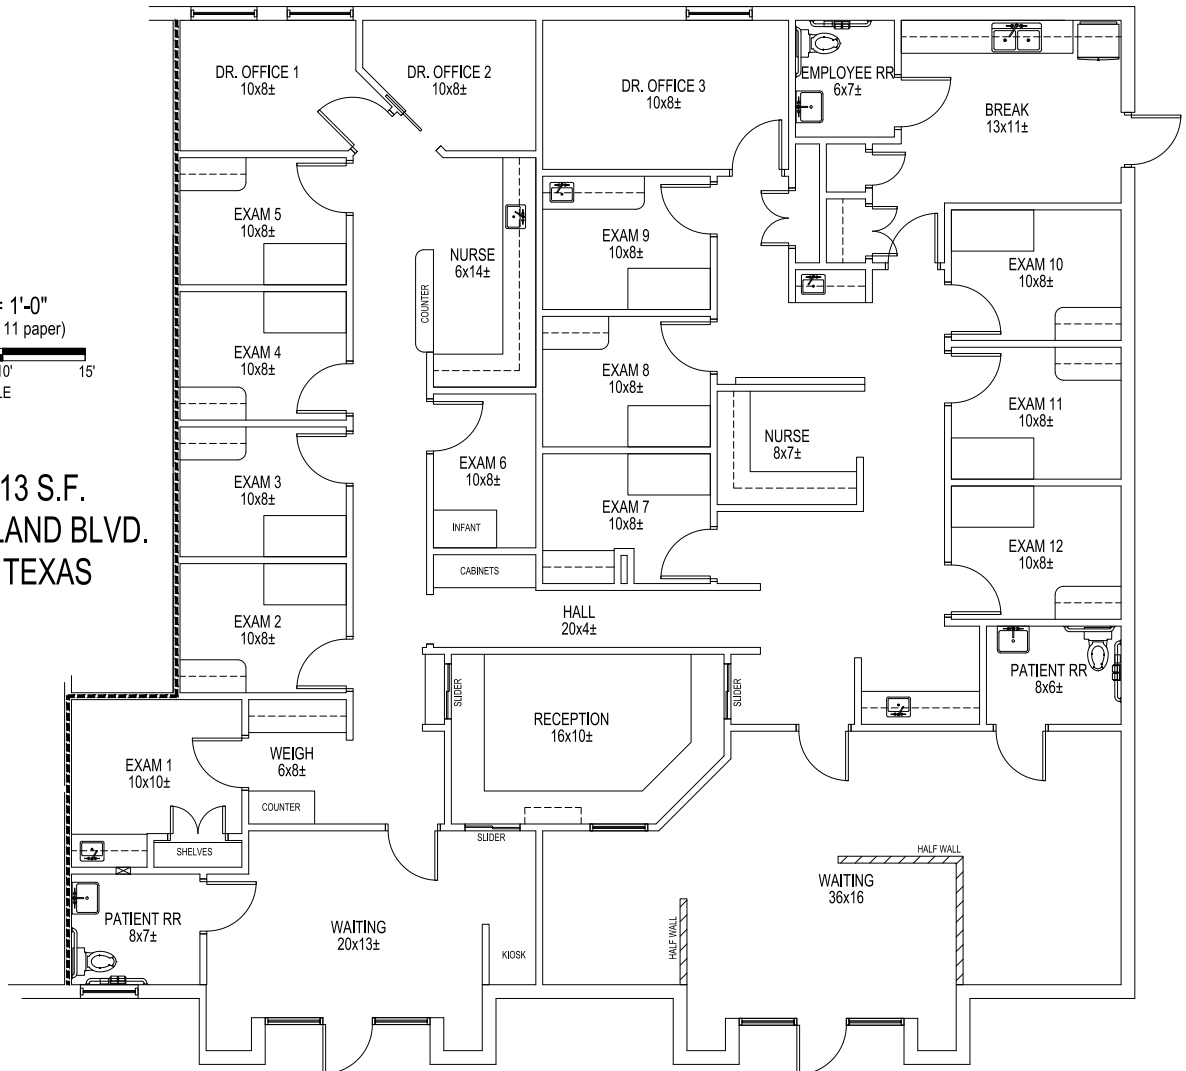 DR. OFFICE 1
10x8±
DR. OFFICE 2
10x8±
DR. OFFICE 3
10x8±
EMPLOYEE RR
6x7±
BREAK
13x11±
EXAM 5
10x8±
NURSE
6x14±
COUNTER
EXAM 9
10x8±
EXAM 10
10x8±
= 1'-0"
11 paper)
10'
15'
LE
EXAM 4
10x8±
EXAM 8
10x8±
EXAM 11
10x8±
NURSE
8x7±
EXAM 3
10x8±
EXAM 6
10x8±
INFANT
CABINETS
EXAM 7
10x8±
EXAM 12
10x8±
13 S.F.
LAND BLVD.
TEXAS
EXAM 2
10x8±
HALL
20x4±
PATIENT RR
8x6±
SLIDER
RECEPTION
16x10±
SLIDER
EXAM 1
10x10±
WEIGH
6x8±
COUNTER
SHELVES
SLIDER
HALF WALL
WAITING
36x16
HALF WALL
PATIENT RR
8x7±
WAITING
20x13±
KIOSK